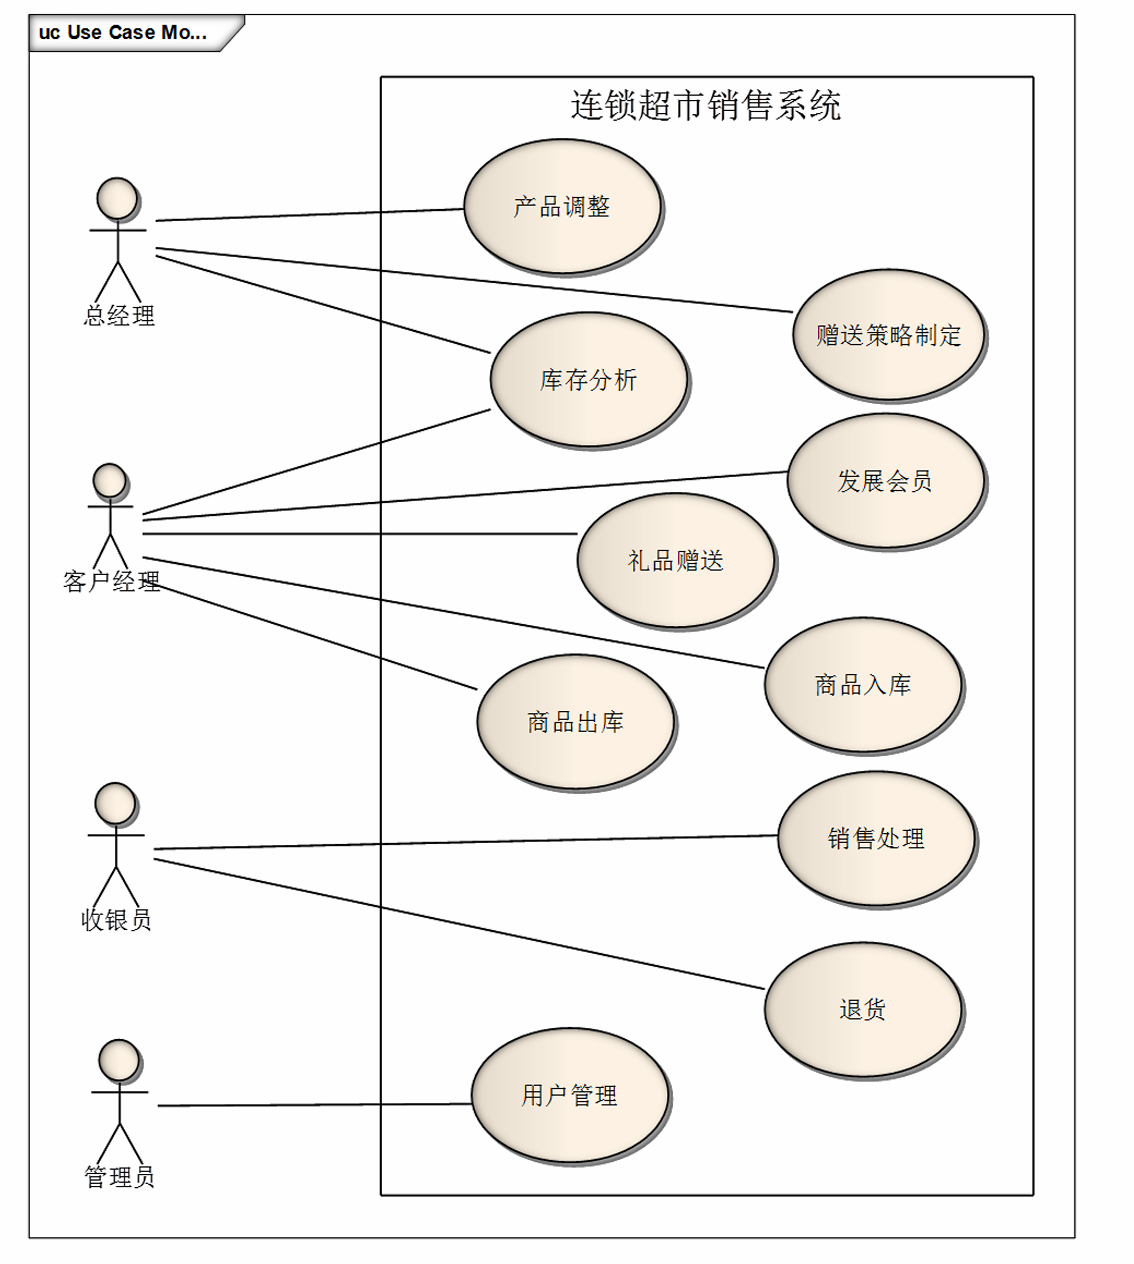 uc Use Case Mo...
连锁超市销售系统
产品调整
总经理
赠送策略制定
库存分析
发展会员
礼品赠送
客户经理
商品入库
商品出库
销售处理
收银员
退货
用户管理
管理员